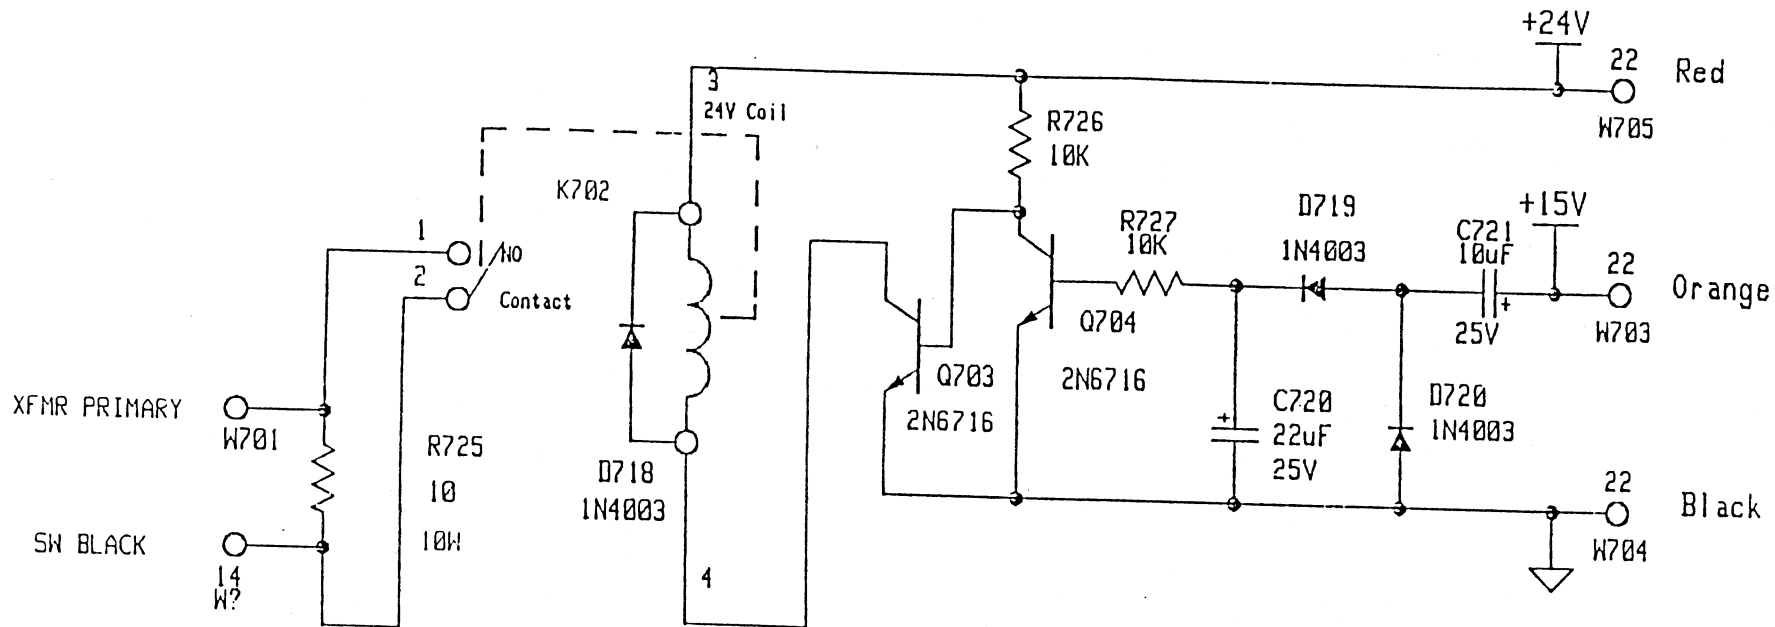 +24V
22
Red
W705
3
24V Coil
R726
10K
K702
1
2
NO
Contact
D719
1N4003
R727
10K
C721
10uF
25V
+
+15V
22
Orange
W703
Q704
2N6716
Q703
2N6716
C720
22uF
25V
+
D720
1N4003
XFMR PRIMARY
W701
R725
10
10W
D718
1N4003
SW BLACK
14
W?
4
22
Black
W704